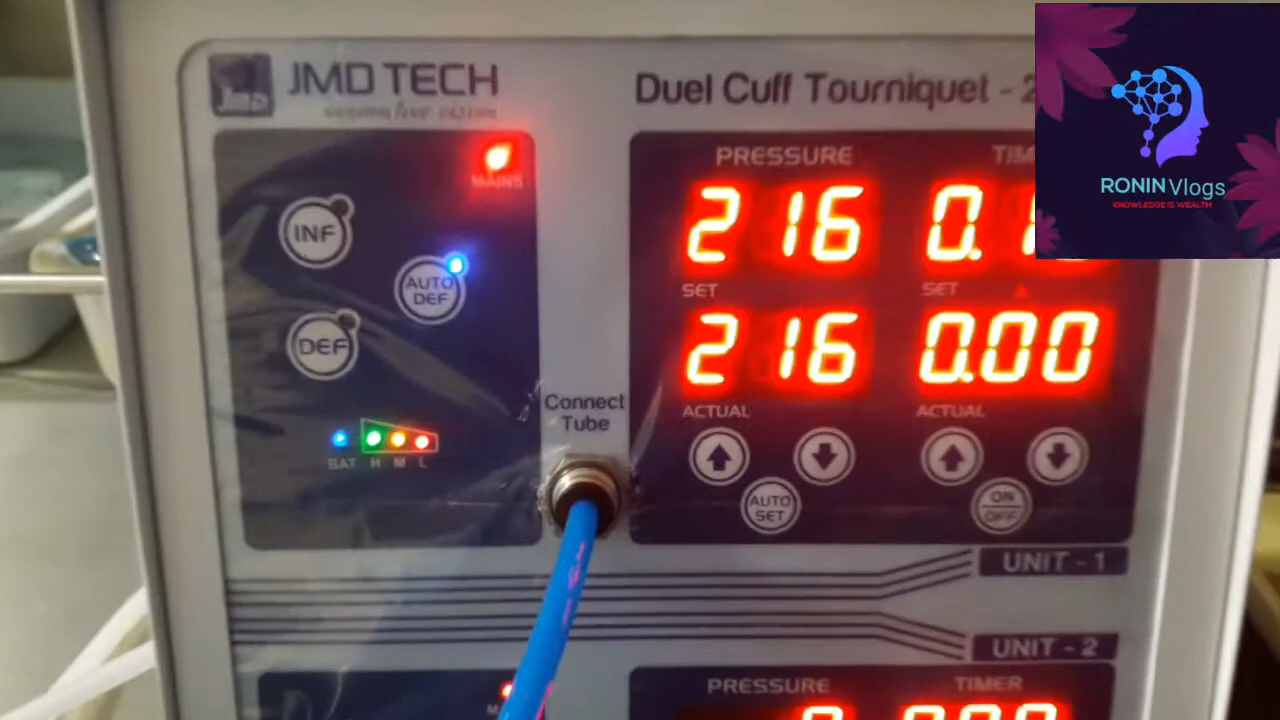 JMD TECH
Duel Cuff Tourniquet -
RONIN Vlogs
KNOWLEDGE IS WEALTH
MAINS
INF
AUTO
DEF
DEF
BAT H M L
Connect
Tube
PRESSURE
216
SET
216
ACTUAL
AUTO
SET
0.
SET
0.00
ACTUAL
ON
OFF
UNIT - 1
UNIT - 2
PRESSURE
TIMER